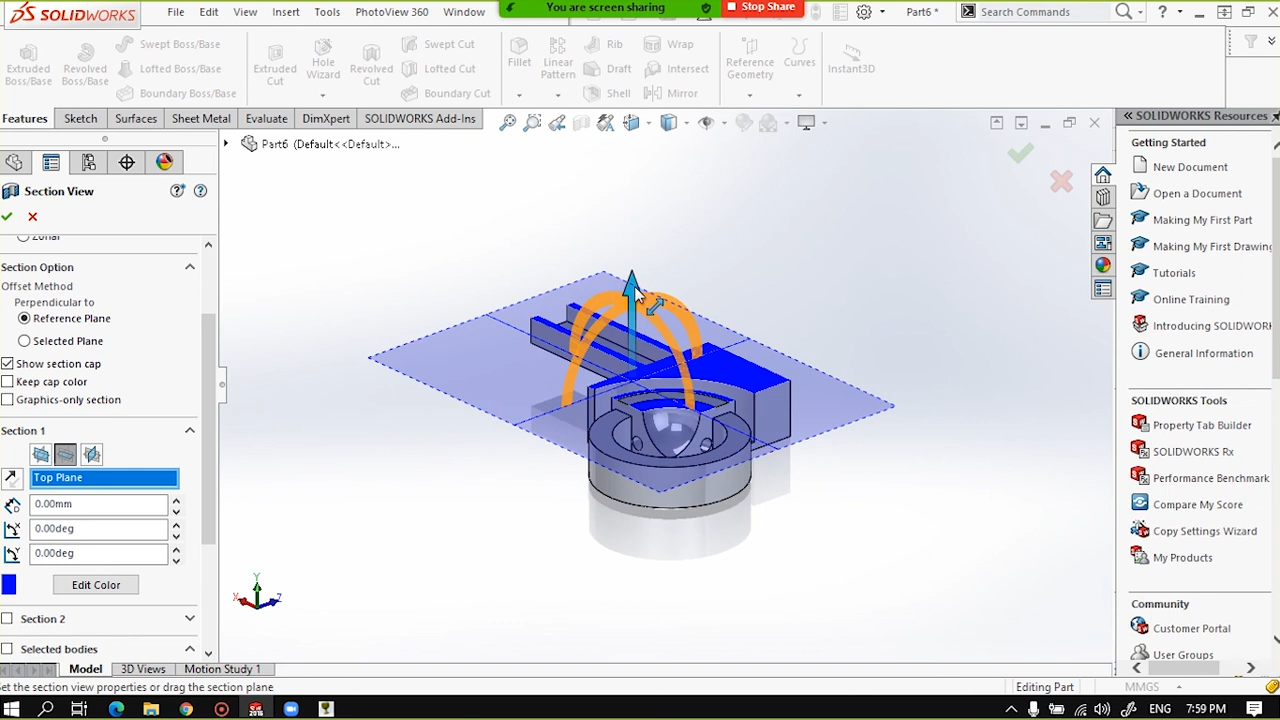 SOLIDWORKS
File
Edit
View
Insert
Tools
PhotoView 360
Window
You are screen sharing
Stop Share
Part6 *
Search Commands
Extruded Boss/Base
Revolved Boss/Base
Swept Boss/Base
Lofted Boss/Base
Boundary Boss/Base
Extruded Cut
Hole Wizard
Revolved Cut
Swept Cut
Lofted Cut
Boundary Cut
Fillet
Linear Pattern
Rib
Draft
Shell
Wrap
Intersect
Mirror
Reference Geometry
Curves
Instant3D
Features
Sketch
Surfaces
Sheet Metal
Evaluate
DimXpert
SOLIDWORKS Add-Ins
SOLIDWORKS Resources
Part6 (Default<<Default>...
Section View
Zonal
Section Option
Offset Method
Perpendicular to
Reference Plane
Selected Plane
Show section cap
Keep cap color
Graphics-only section
Section 1
Top Plane
0.00mm
0.00deg
0.00deg
Edit Color
Section 2
Selected bodies
Y
X
Z
Getting Started
New Document
Open a Document
Making My First Part
Making My First Drawing
Tutorials
Online Training
Introducing SOLIDWOR
General Information
SOLIDWORKS Tools
Property Tab Builder
SOLIDWORKS Rx
Performance Benchmark
Compare My Score
Copy Settings Wizard
My Products
Community
Customer Portal
User Groups
Model
3D Views
Motion Study 1
Set the section view properties or drag the section plane
Editing Part
MMGS
ENG
7:59 PM